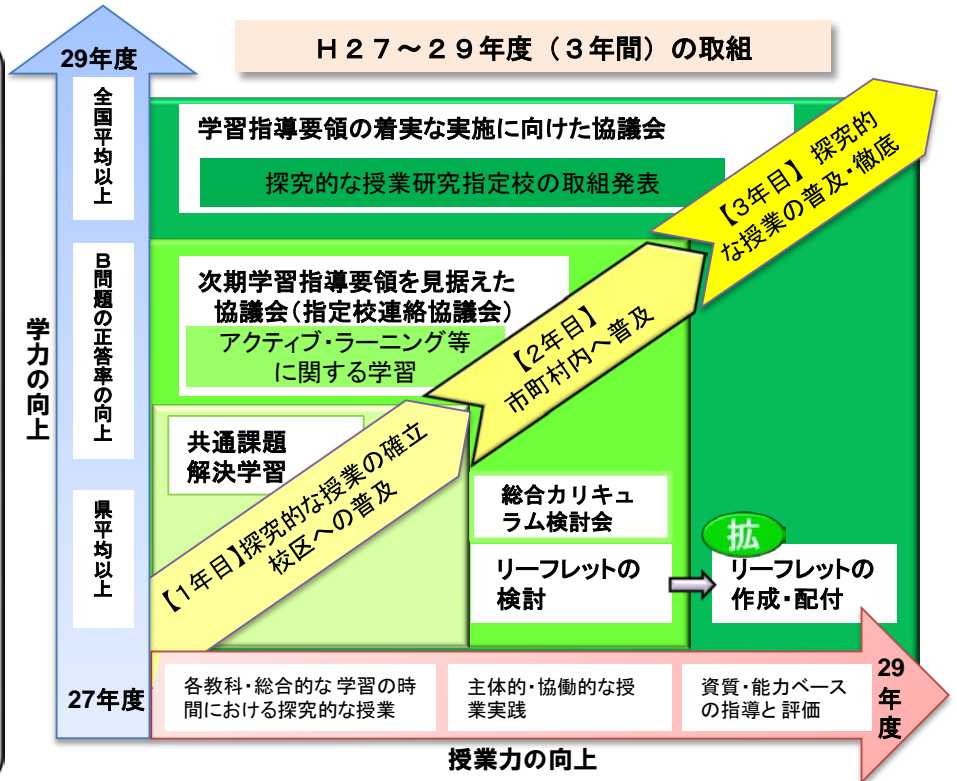 H27～29年度(3年間)の取組
29年度
全国平均以上
B問題の正答率の向上
県平均以上
27年度
学力の向上
学習指導要領の着実な実施に向けた協議会
探究的な授業研究指定校の取組発表
【3年目】探究的
な授業の普及・徹底
次期学習指導要領を見据えた
協議会(指定校連絡協議会)
アクティブ・ラーニング等
に関する学習
【2年目】
市町村内へ普及
共通課題
解決学習
【1年目】探究的な授業の確立
校区への普及
総合カリキュ
ラム検討会
リーフレットの
検討
拡
リーフレットの
作成・配付
各教科・総合的な学習の時
間における探究的な授業
主体的・協働的な授
業実践
資質・能力ベース
の指導と評価
29
年
度
授業力の向上